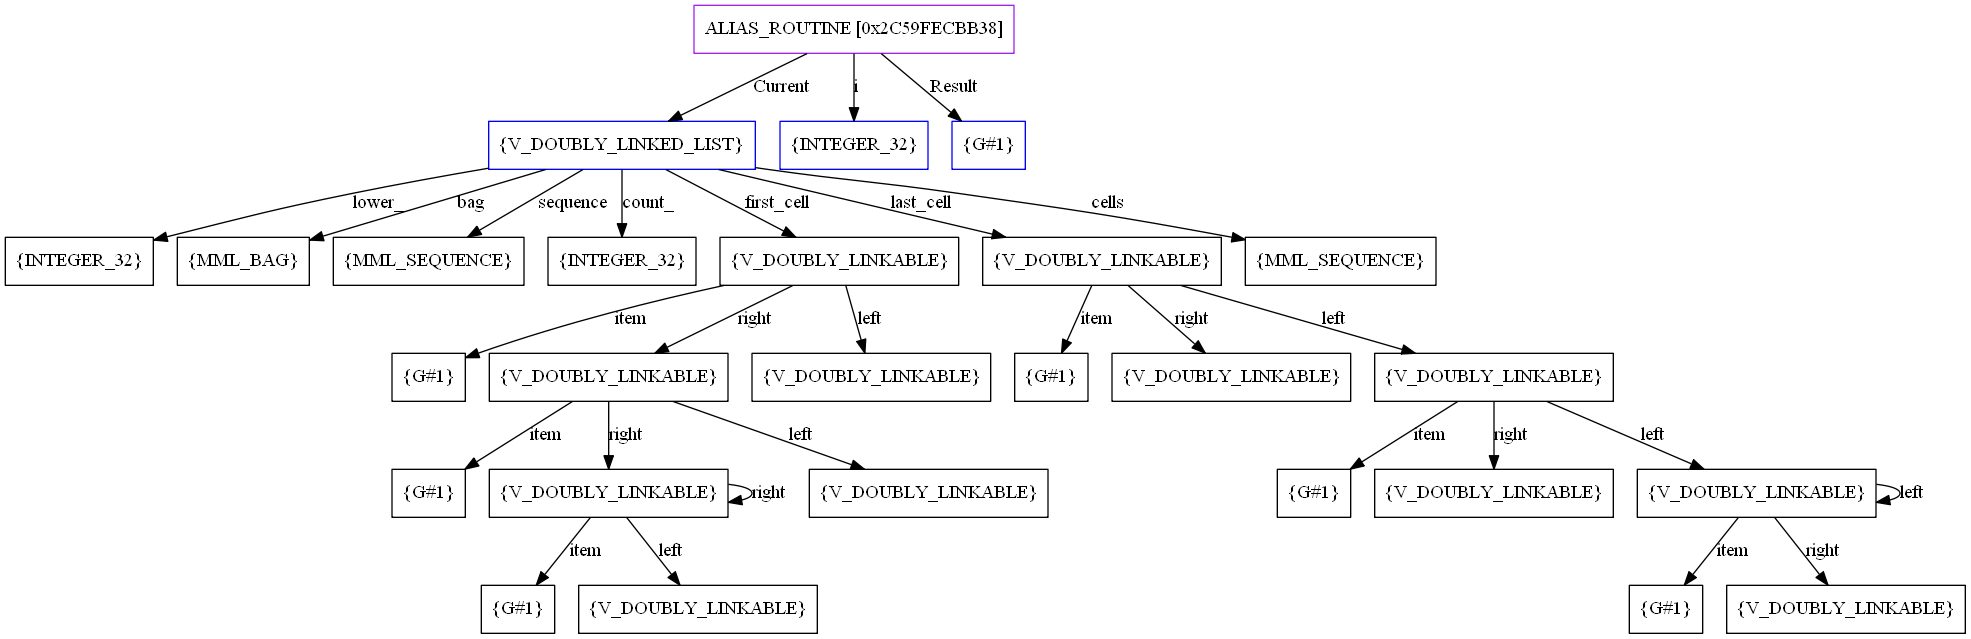 ALIAS_ROUTINE [0x2C59FECBB38]
Current
i
Result
{V_DOUBLY_LINKED_LIST}
{INTEGER_32}
{G#1}
lower_
bag
sequence
count_
first_cell
last_cell
cells
{INTEGER_32}
{MML_BAG}
{MML_SEQUENCE}
{INTEGER_32}
{V_DOUBLY_LINKABLE}
{V_DOUBLY_LINKABLE}
{MML_SEQUENCE}
item
right
left
item
right
left
{G#1}
{V_DOUBLY_LINKABLE}
{V_DOUBLY_LINKABLE}
{G#1}
{V_DOUBLY_LINKABLE}
{V_DOUBLY_LINKABLE}
item
right
left
item
right
left
{G#1}
{V_DOUBLY_LINKABLE}
right
{V_DOUBLY_LINKABLE}
{G#1}
{V_DOUBLY_LINKABLE}
{V_DOUBLY_LINKABLE}
left
item
left
item
right
{G#1}
{V_DOUBLY_LINKABLE}
{G#1}
{V_DOUBLY_LINKABLE}